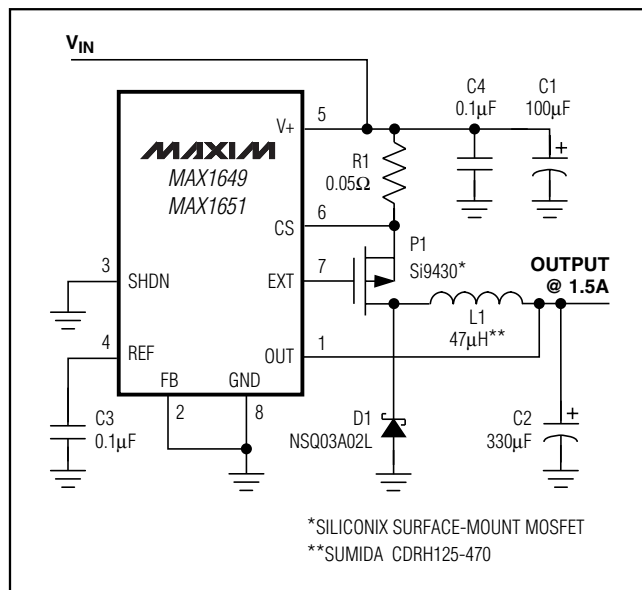 VIN
C4
0.1µF
C1
100µF
+
5
V+
MAXIM
MAX1649
MAX1651
R1
0.05Ω
6
CS
P1
Si9430*
3
SHDN
EXT
7
OUTPUT
@ 1.5A
L1
47µH**
4
REF
OUT
1
FB
GND
2
8
C3
0.1µF
D1
NSQ03A02L
C2
330µF
+
*SILICONIX SURFACE-MOUNT MOSFET
**SUMIDA CDRH125-470